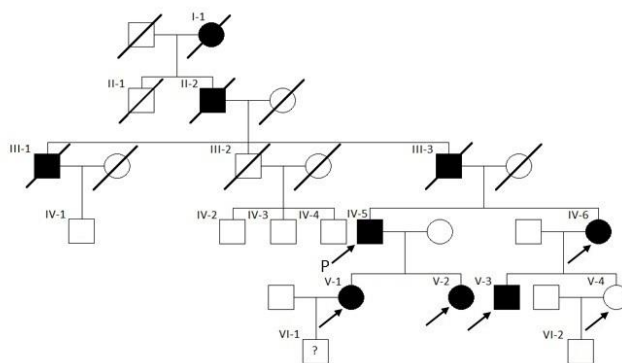 I-1
II-1 II-2
III-1 III-2 III-3
IV-1 IV-2 IV-3 IV-4 IV-5 IV-6
P
V-1 V-2 V-3 V-4
VI-1 ? VI-2